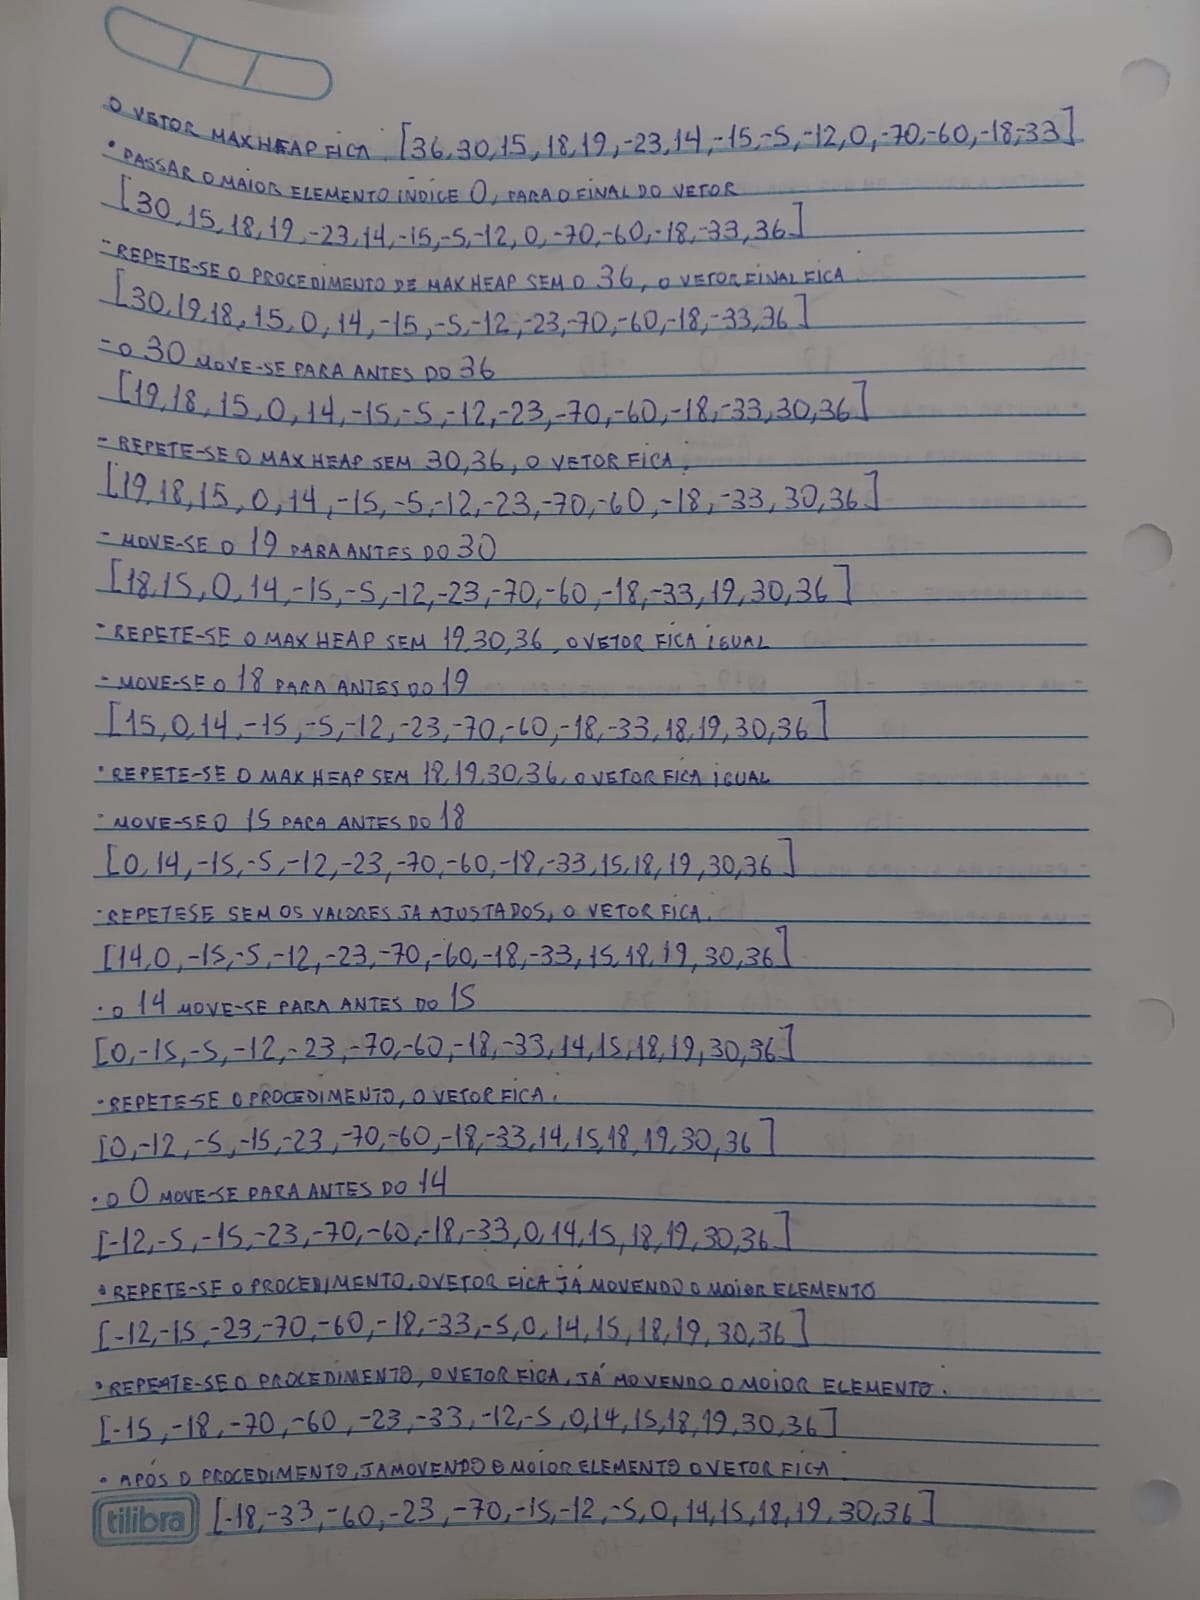 O VETOR MAX HEAP FICA: [36,30,15,18,19,-23,14,-15,-5,-12,0,-70,-60,-18,-33]
• PASSAR O MAIOR ELEMENTO ÍNDICE 0, PARA O FINAL DO VETOR
[30,15,18,19,-23,14,-15,-5,-12,0,-70,-60,-18,-33,36]
- REPETE-SE O PROCEDIMENTO DE MAX HEAP SEM O 36, O VETOR FINAL FICA
[30,19,18,15,0,14,-15,-5,-12,-23,-70,-60,-18,-33,36]
- O 30 MOVE-SE PARA ANTES DO 36
[19,18,15,0,14,-15,-5,-12,-23,-70,-60,-18,-33,30,36]
- REPETE-SE O MAX HEAP SEM 30,36, O VETOR FICA:
[19,18,15,0,14,-15,-5,-12,-23,-70,-60,-18,-33,30,36]
- MOVE-SE O 19 PARA ANTES DO 30
[18,15,0,14,-15,-5,-12,-23,-70,-60,-18,-33,19,30,36]
- REPETE-SE O MAX HEAP SEM 19,30,36, O VETOR FICA IGUAL
- MOVE-SE O 18 PARA ANTES DO 19
[15,0,14,-15,-5,-12,-23,-70,-60,-18,-33,18,19,30,36]
• REPETE-SE O MAX HEAP SEM 18,19,30,36, O VETOR FICA IGUAL
• MOVE-SE O 15 PARA ANTES DO 18
[0,14,-15,-5,-12,-23,-70,-60,-18,-33,15,18,19,30,36]
- REPETESE SEM OS VALORES JA AJUSTADOS, O VETOR FICA.
[14,0,-15,-5,-12,-23,-70,-60,-18,-33,15,18,19,30,36]
• O 14 MOVE-SE PARA ANTES DO 15
[0,-15,-5,-12,-23,-70,-60,-18,-33,14,15,18,19,30,36]
• REPETE-SE O PROCEDIMENTO, O VETOR FICA.
[0,-12,-5,-15,-23,-70,-60,-18,-33,14,15,18,19,30,36]
• O 0 MOVE-SE PARA ANTES DO 14
[-12,-5,-15,-23,-70,-60,-18,-33,0,14,15,18,19,30,36]
• REPETE-SE O PROCEDIMENTO, O VETOR FICA JÁ MOVENDO O MAIOR ELEMENTO
[-12,-15,-23,-70,-60,-18,-33,-5,0,14,15,18,19,30,36]
• REPEATE-SE O PROCEDIMENTO, O VETOR FICA, JÁ MOVENDO O MOIOR ELEMENTO.
[-15,-18,-70,-60,-23,-33,-12,-5,0,14,15,18,19,30,36]
• APÓS O PROCEDIMENTO, JA MOVENDO O MOIOR ELEMENTO O VETOR FICA
tilibra [-18,-33,-60,-23,-70,-15,-12,-5,0,14,15,18,19,30,36]